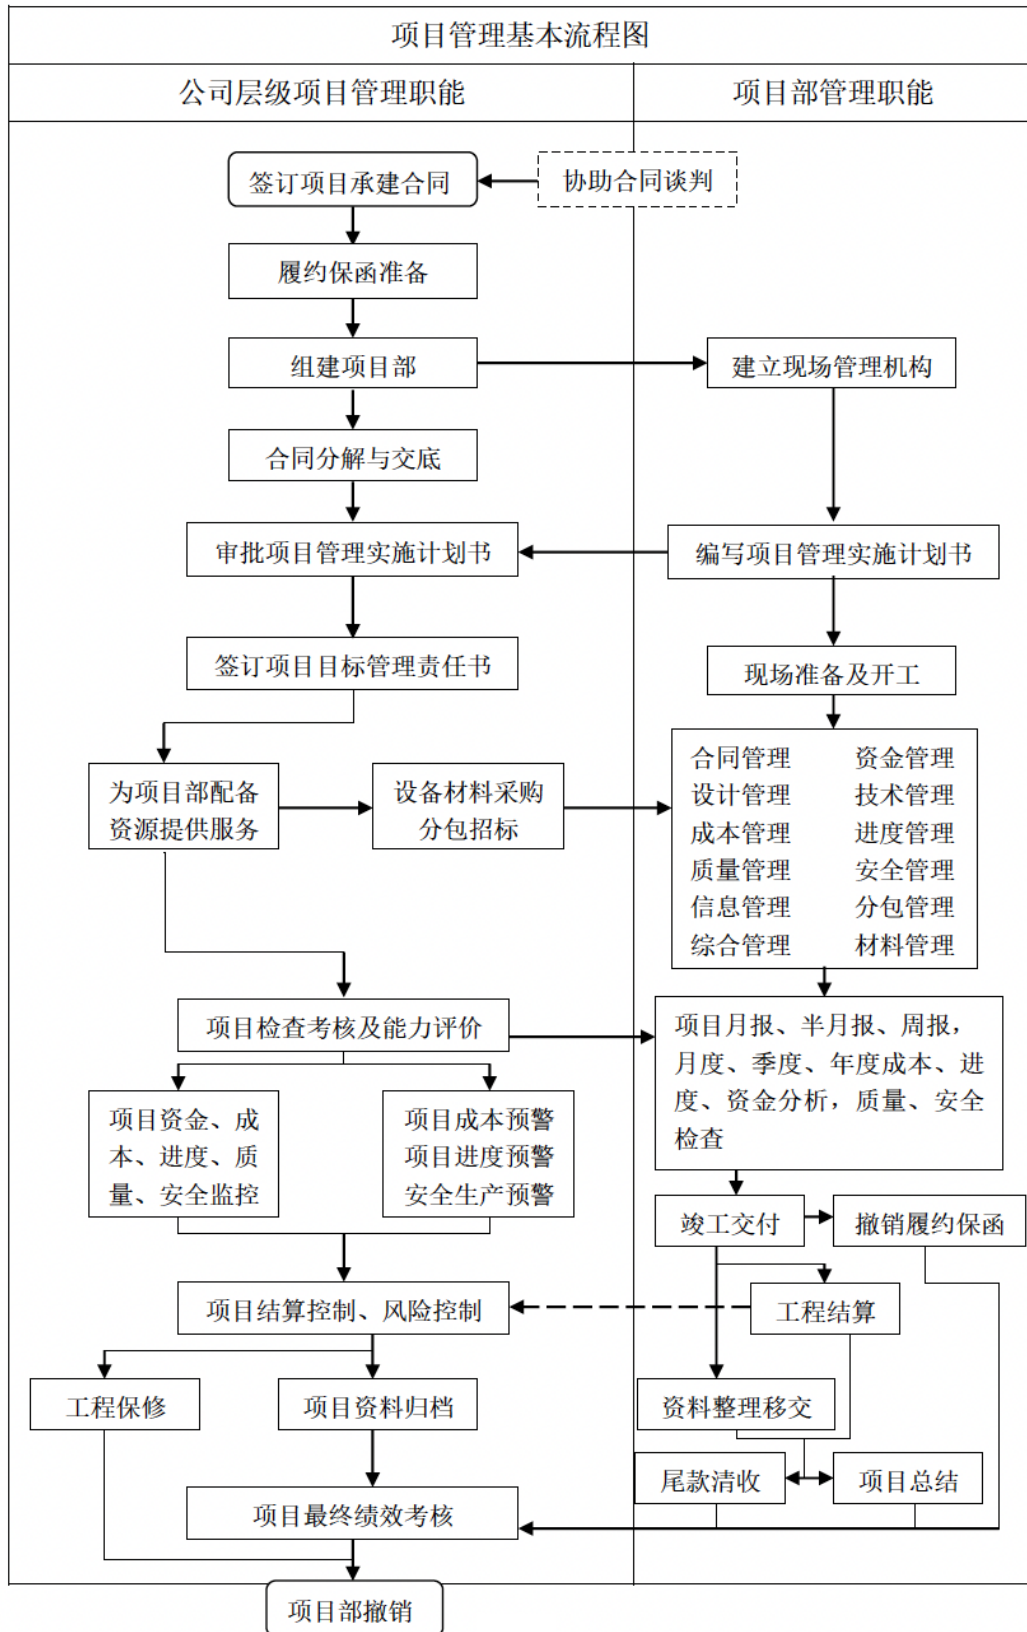 项目管理基本流程图
公司层级项目管理职能
项目部管理职能
签订项目承建合同
协助合同谈判
履约保函准备
组建项目部
建立现场管理机构
合同分解与交底
审批项目管理实施计划书
编写项目管理实施计划书
签订项目目标管理责任书
现场准备及开工
为项目部配备
资源提供服务
设备材料采购
分包招标
合同管理 资金管理
设计管理 技术管理
成本管理 进度管理
质量管理 安全管理
信息管理 分包管理
综合管理 材料管理
项目检查考核及能力评价
项目月报、半月报、周报，
月度、季度、年度成本、进
度、资金分析，质量、安全
检查
项目资金、成
本、进度、质
量、安全监控
项目成本预警
项目进度预警
安全生产预警
竣工交付
撤销履约保函
项目结算控制、风险控制
工程结算
工程保修
项目资料归档
资料整理移交
尾款清收
项目总结
项目最终绩效考核
项目部撤销